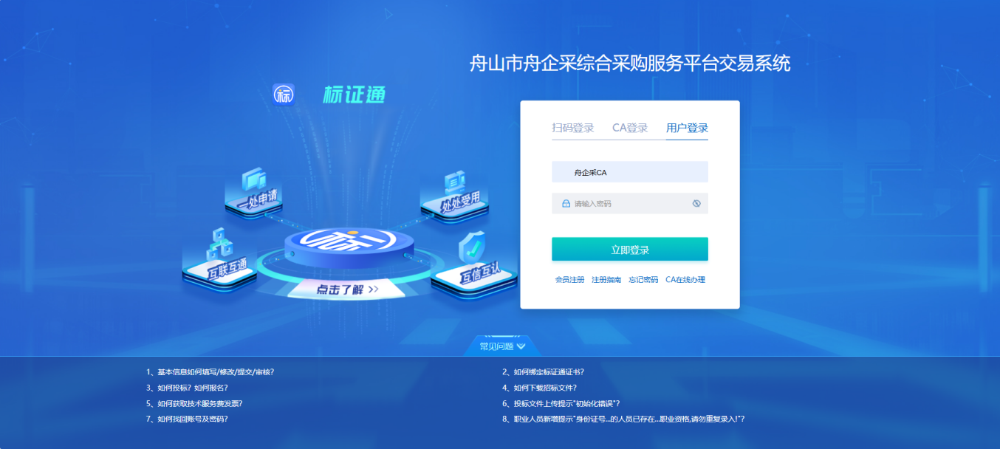 舟山市舟企采综合采购服务平台交易系统
标 标证通
扫码登录 CA登录 用户登录
舟企采CA
请输入密码
立即登录
会员注册 注册指南 忘记密码 CA在线办理
一处申请
处处受用
互联互通
互信互认
标
点击了解 >>
常见问题
1、基本信息如何填写/修改/提交/审核?
2、如何绑定标证通证书?
3、如何投标? 如何报名?
4、如何下载招标文件?
5、如何获取技术服务费发票?
6、投标文件上传提示"初始化错误"?
7、如何找回账号及密码?
8、职业人员新增提示"身份证号...的人员已存在...职业资格,请勿重复录入!"?